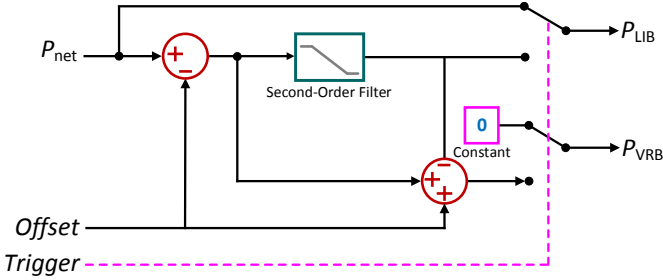 P_LIB
P_net
+
−
Second-Order Filter
0
Constant
P_VRB
−
+
+
Offset
Trigger